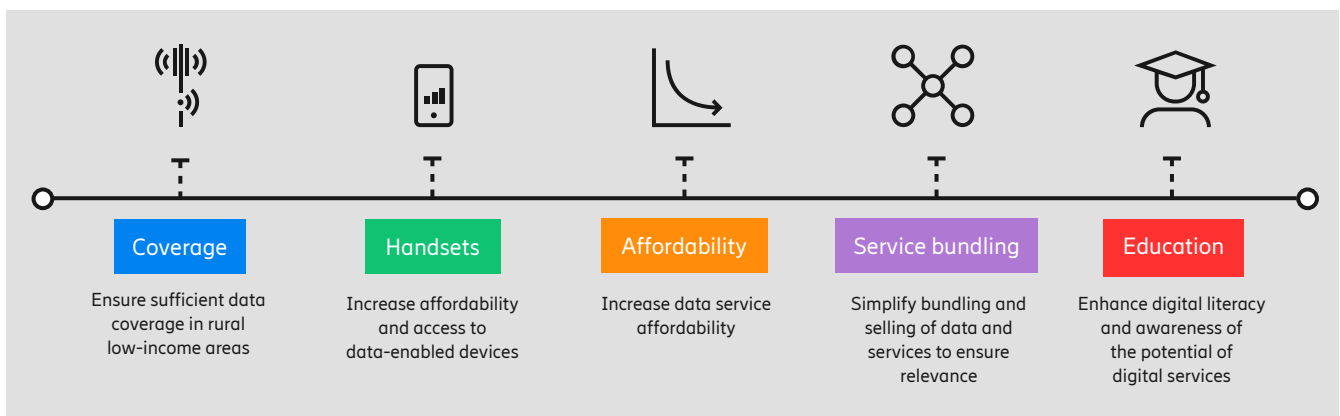 Coverage
Ensure sufficient data
coverage in rural
low-income areas
Handsets
Increase affordability
and access to
data-enabled devices
Affordability
Increase data service
affordability
Service bundling
Simplify bundling and
selling of data and
services to ensure
relevance
Education
Enhance digital literacy
and awareness of
the potential of
digital services